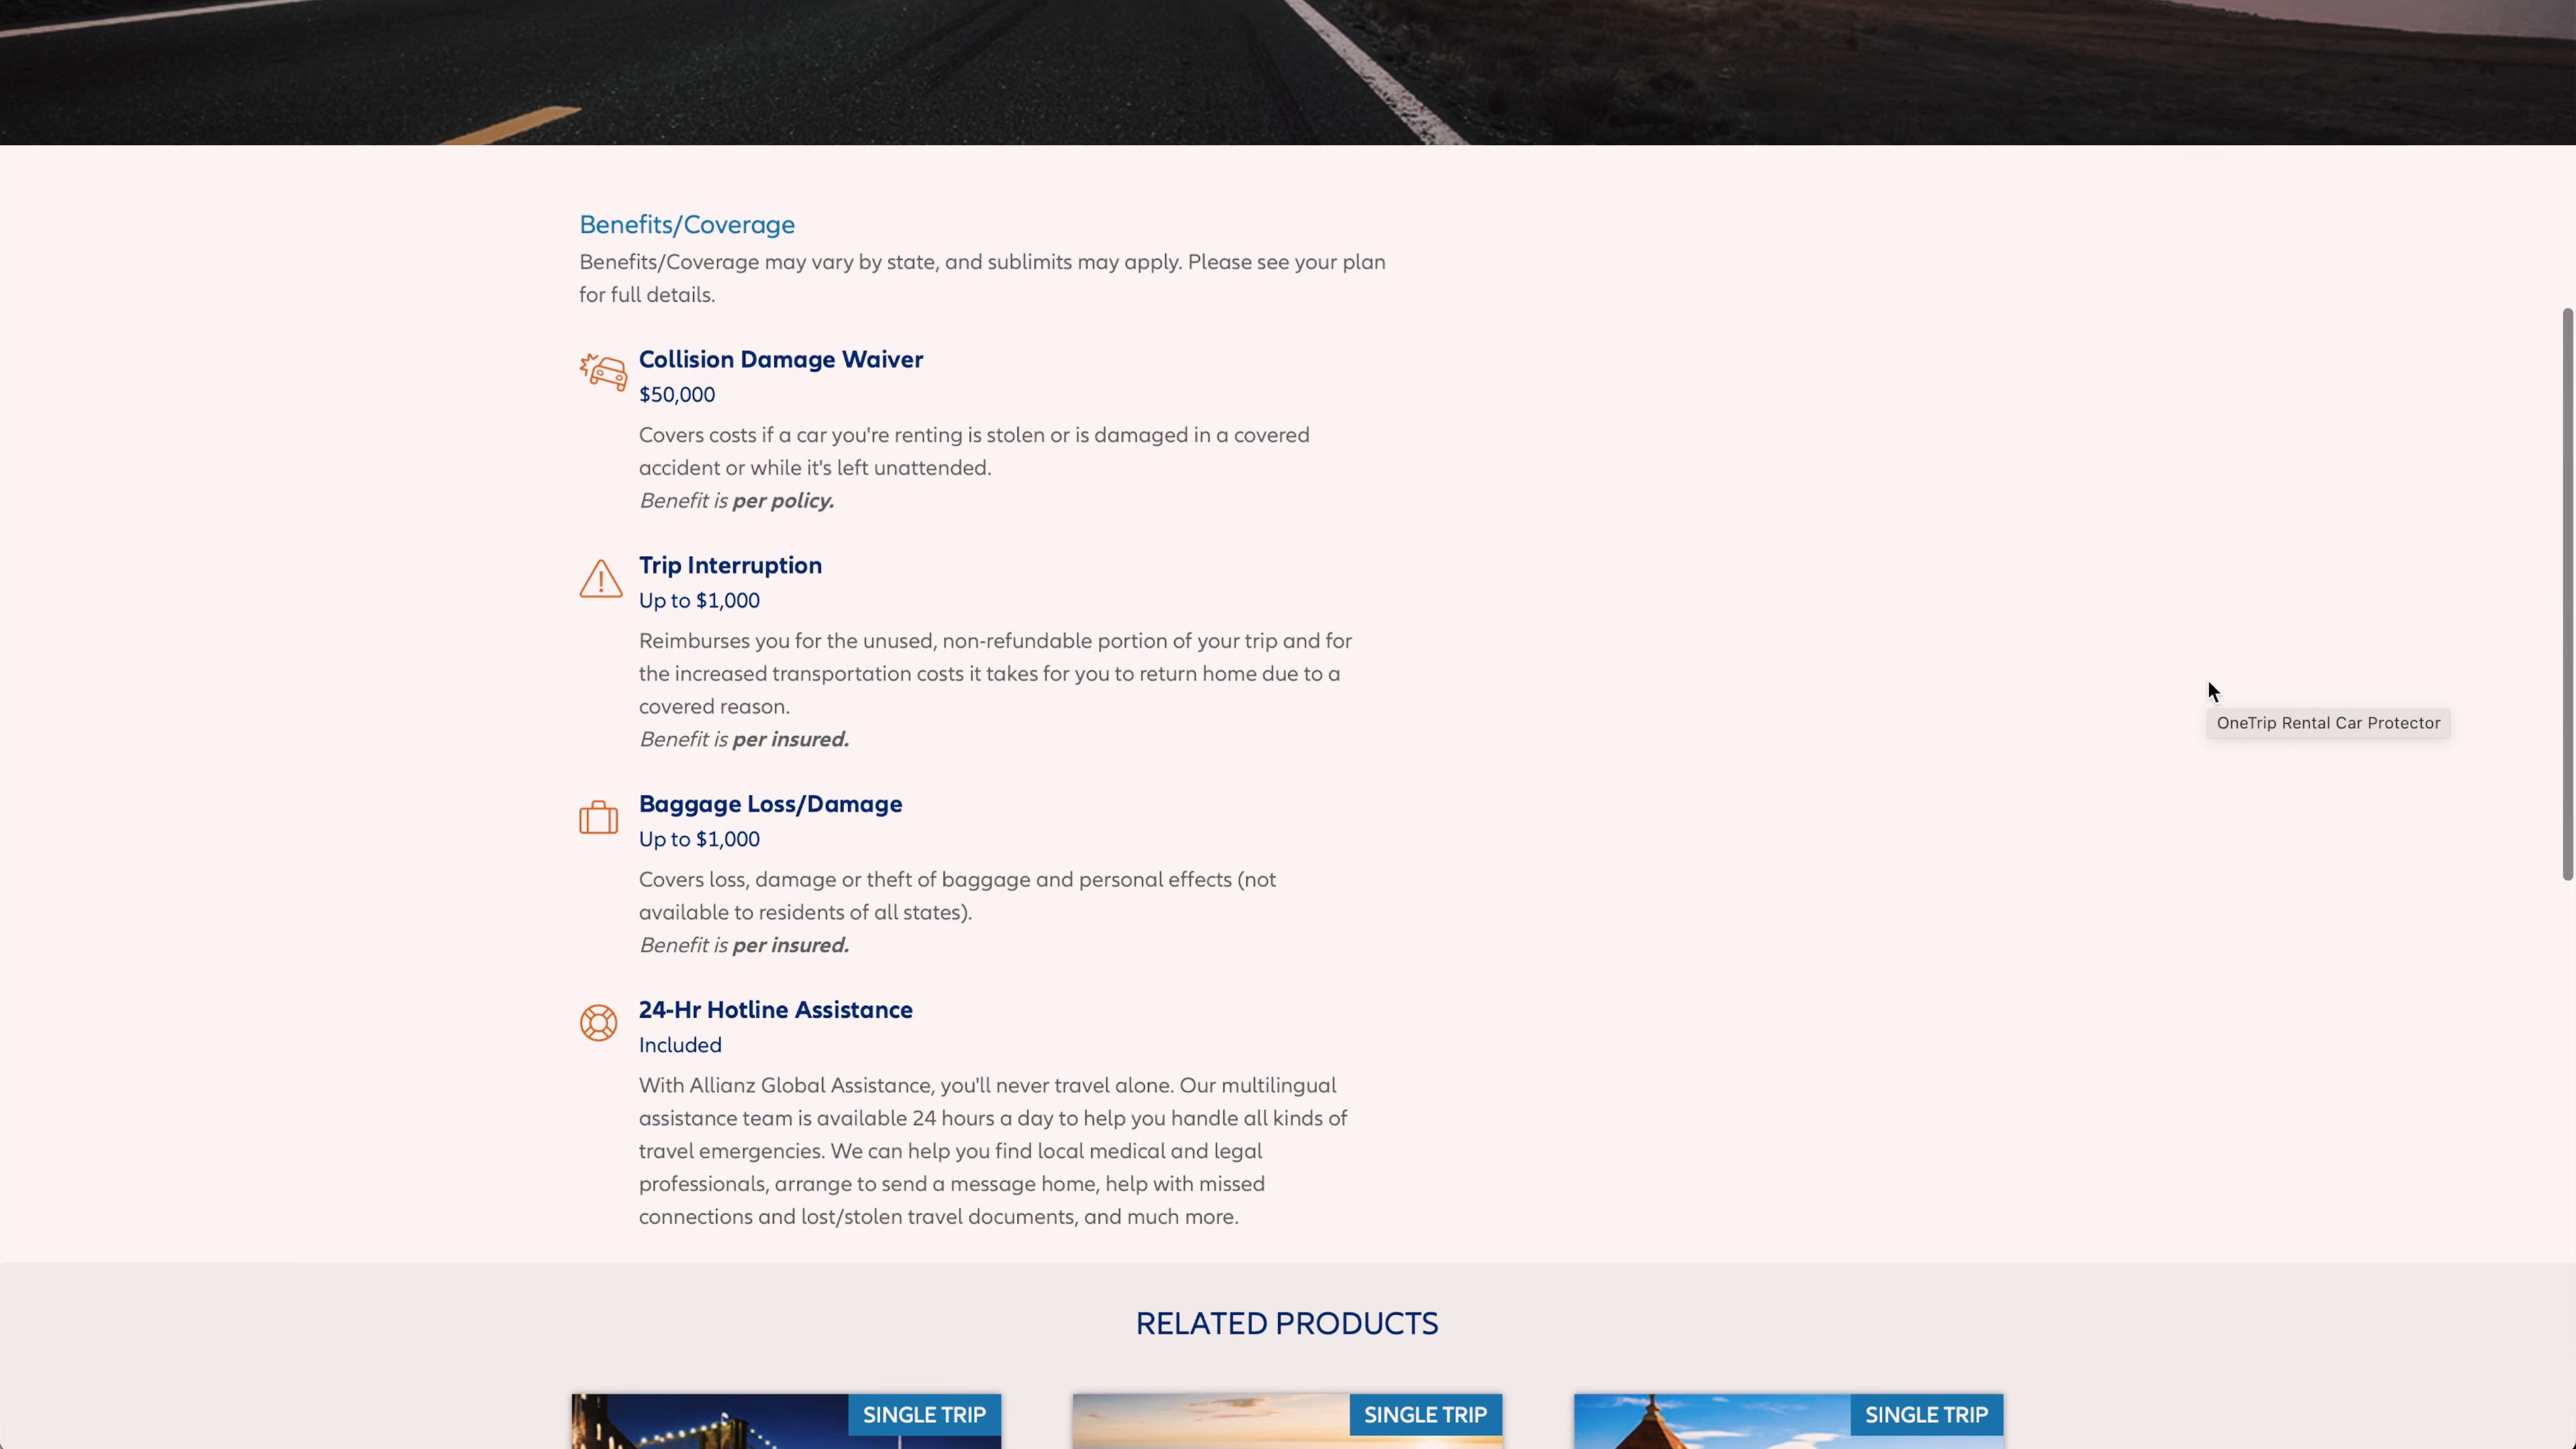 Benefits/Coverage
Benefits/Coverage may vary by state, and sublimits may apply. Please see your plan
for full details.
Collision Damage Waiver
$50,000
Covers costs if a car you're renting is stolen or is damaged in a covered
accident or while it's left unattended.
Benefit is per policy.
Trip Interruption
Up to $1,000
Reimburses you for the unused, non-refundable portion of your trip and for
the increased transportation costs it takes for you to return home due to a
covered reason.
Benefit is per insured.
OneTrip Rental Car Protector
Baggage Loss/Damage
Up to $1,000
Covers loss, damage or theft of baggage and personal effects (not
available to residents of all states).
Benefit is per insured.
24-Hr Hotline Assistance
Included
With Allianz Global Assistance, you'll never travel alone. Our multilingual
assistance team is available 24 hours a day to help you handle all kinds of
travel emergencies. We can help you find local medical and legal
professionals, arrange to send a message home, help with missed
connections and lost/stolen travel documents, and much more.
RELATED PRODUCTS
SINGLE TRIP
SINGLE TRIP
SINGLE TRIP